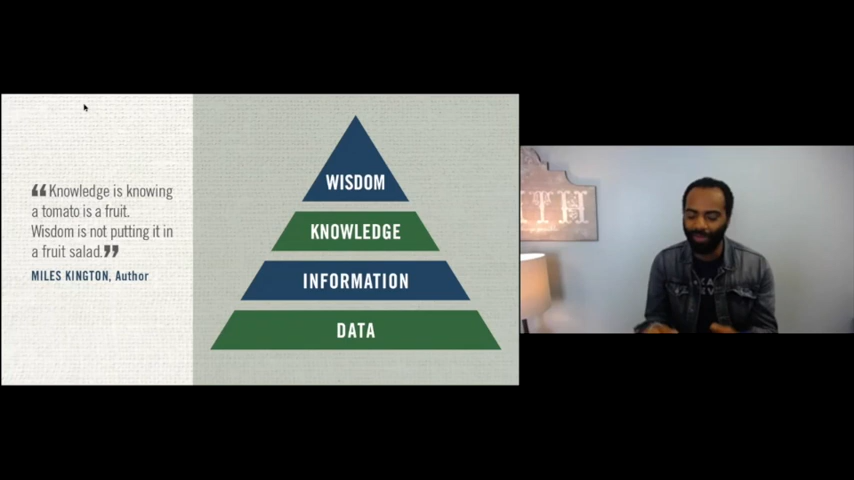 “Knowledge is knowing
a tomato is a fruit.
Wisdom is not putting it in
a fruit salad.”
MILES KINGTON, Author
WISDOM
KNOWLEDGE
INFORMATION
DATA